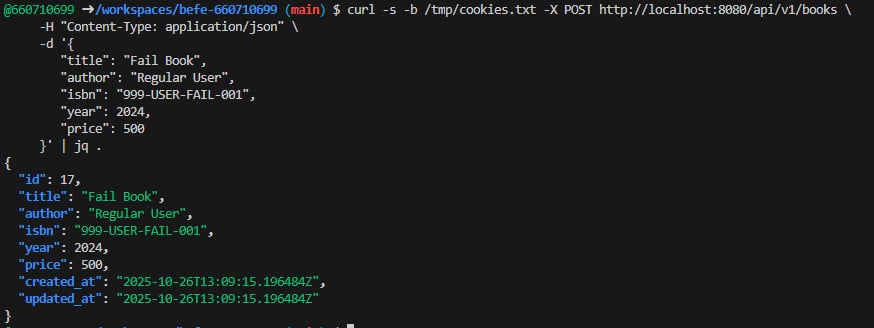 @660710699 ➜/workspaces/befe-660710699 (main) $ curl -s -b /tmp/cookies.txt -X POST http://localhost:8080/api/v1/books \
     -H "Content-Type: application/json" \
     -d '{
        "title": "Fail Book",
        "author": "Regular User",
        "isbn": "999-USER-FAIL-001",
        "year": 2024,
        "price": 500
     }' | jq .
{
  "id": 17,
  "title": "Fail Book",
  "author": "Regular User",
  "isbn": "999-USER-FAIL-001",
  "year": 2024,
  "price": 500,
  "created_at": "2025-10-26T13:09:15.196484Z",
  "updated_at": "2025-10-26T13:09:15.196484Z"
}